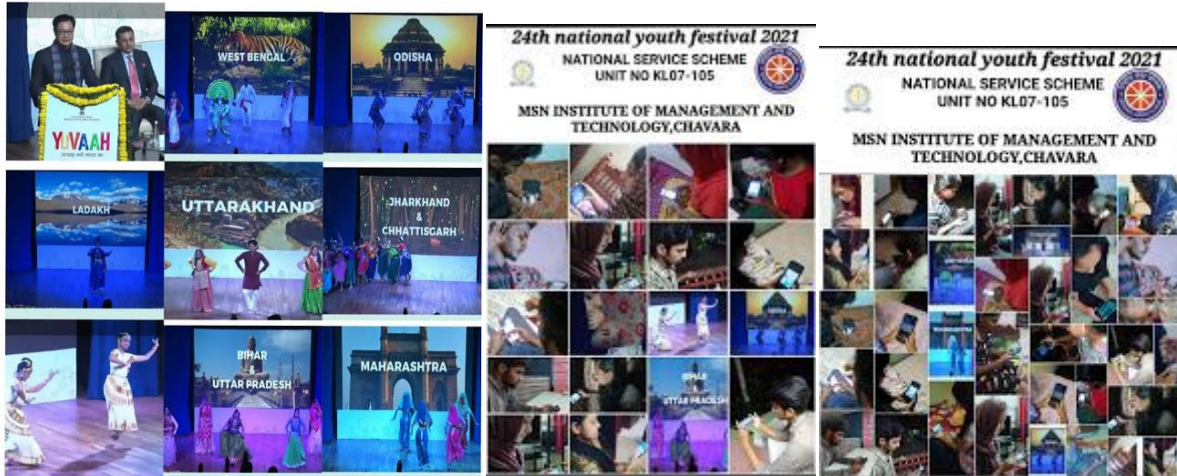 YUVAAH
WEST BENGAL
ODISHA
LADAKH
UTTARAKHAND
JHARKHAND
&
CHHATTISGARH
BIHAR
&
UTTAR PRADESH
MAHARASHTRA
24th national youth festival 2021
NATIONAL SERVICE SCHEME
UNIT NO KL07-105
MSN INSTITUTE OF MANAGEMENT AND
TECHNOLOGY,CHAVARA
ODISHA
BIHAR
&
UTTAR PRADESH
24th national youth festival 2021
NATIONAL SERVICE SCHEME
UNIT NO KL07-105
MSN INSTITUTE OF MANAGEMENT AND
TECHNOLOGY,CHAVARA
MAHARASHTRA